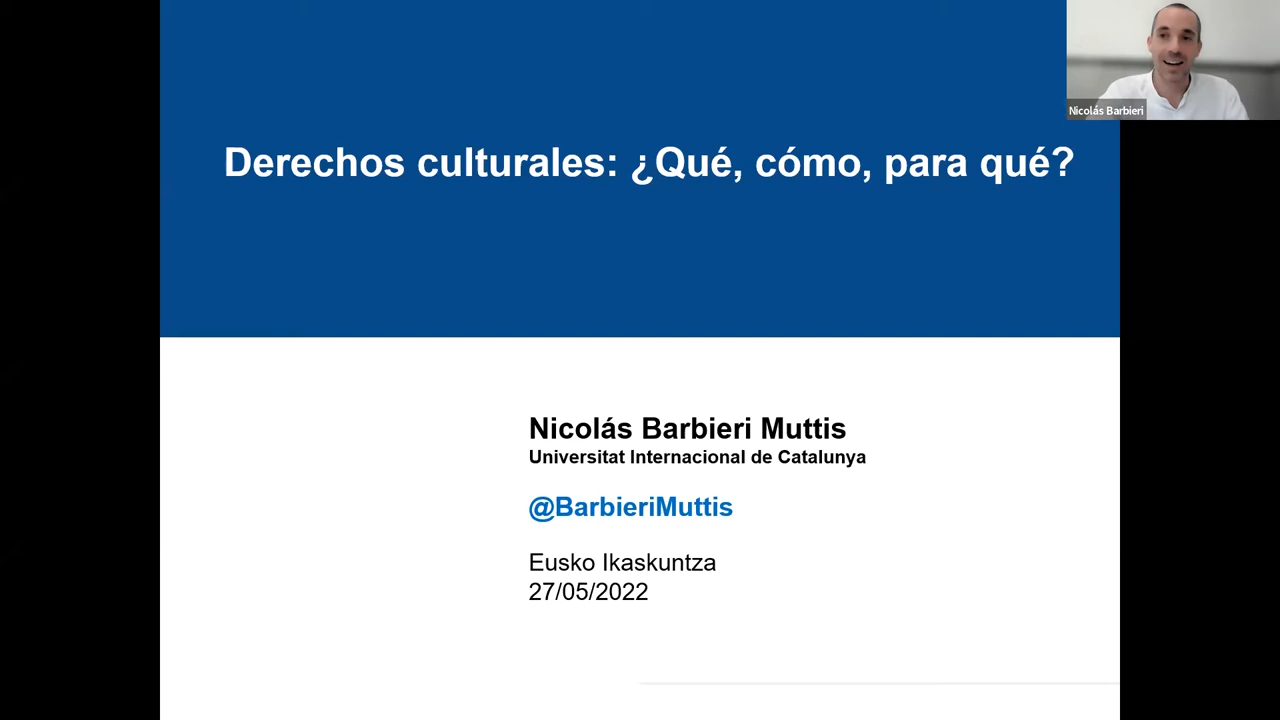 Nicolás Barbieri
Derechos culturales: ¿Qué, cómo, para qué?
Nicolás Barbieri Muttis
Universitat Internacional de Catalunya
@BarbieriMuttis
Eusko Ikaskuntza
27/05/2022